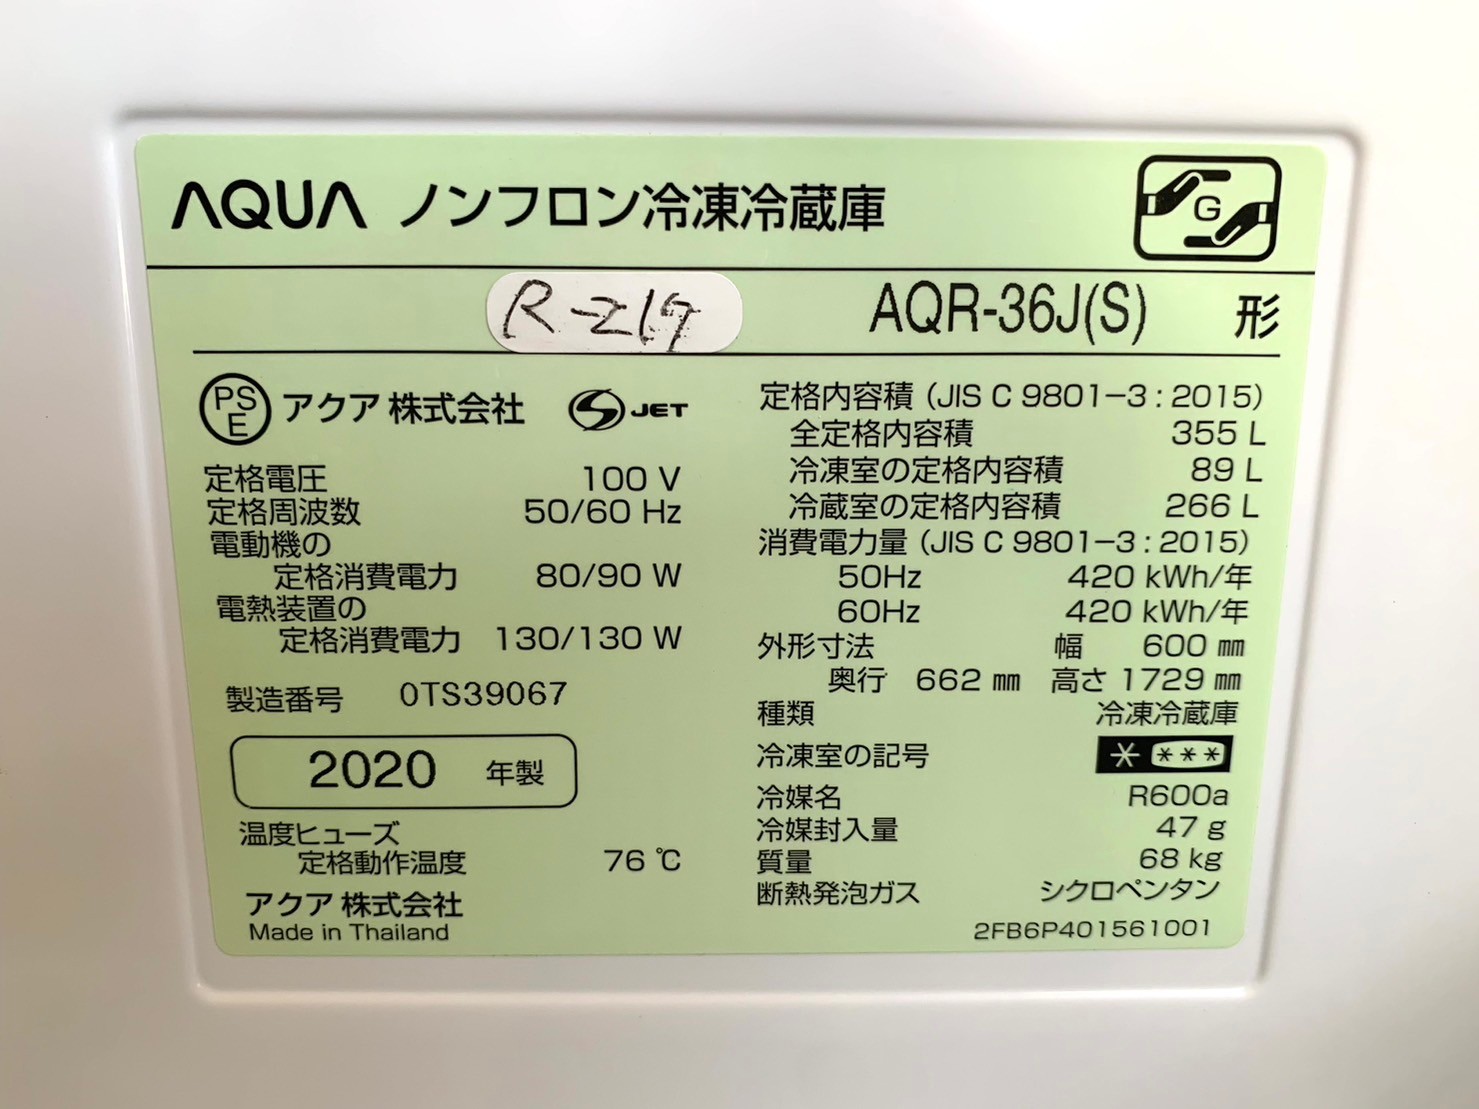 AQUA ノンフロン冷凍冷蔵庫
G
R-217
AQR-36J(S) 形
PSE アクア 株式会社 S JET
定格電圧 100 V
定格周波数 50/60 Hz
電動機の
定格消費電力 80/90 W
電熱装置の
定格消費電力 130/130 W
製造番号 0TS39067
2020 年製
温度ヒューズ
定格動作温度 76 ℃
アクア 株式会社
Made in Thailand
定格内容積 (JIS C 9801-3 : 2015)
全定格内容積 355 L
冷凍室の定格内容積 89 L
冷蔵室の定格内容積 266 L
消費電力量 (JIS C 9801-3 : 2015)
50Hz 420 kWh/年
60Hz 420 kWh/年
外形寸法 幅 600 ㎜
奥行 662 ㎜ 高さ 1729 ㎜
種類 冷凍冷蔵庫
冷凍室の記号 * ***
冷媒名 R600a
冷媒封入量 47 g
質量 68 kg
断熱発泡ガス シクロペンタン
2FB6P401561001